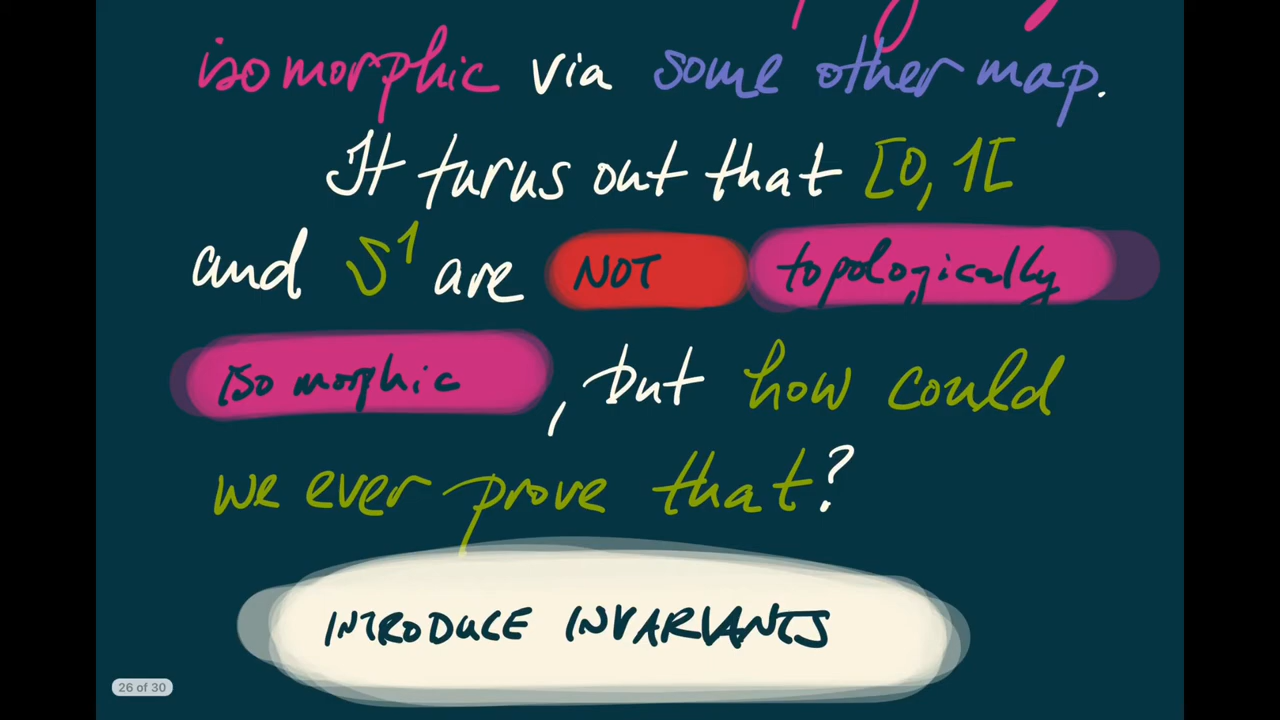 isomorphic via some other map.
It turns out that [0, 1[
and S¹ are NOT topologically
isomorphic, but how could
we ever prove that?
INTRODUCE INVARIANTS
26 of 30